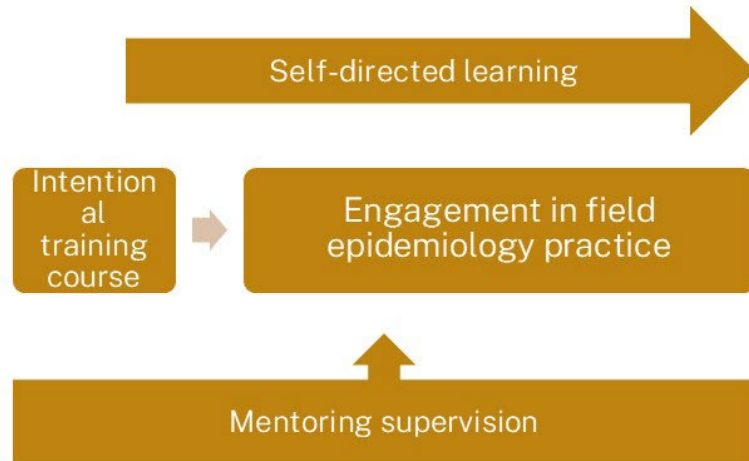 Self-directed learning
Intention
al
training
course
Engagement in field
epidemiology practice
Mentoring supervision